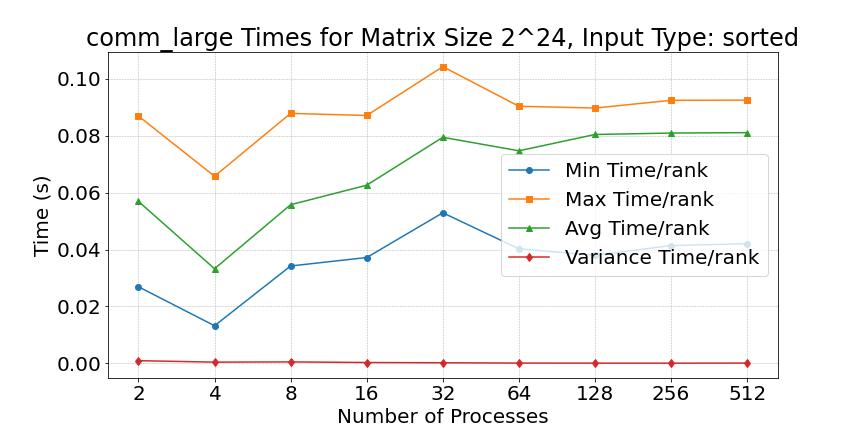 comm_large Times for Matrix Size 2^24, Input Type: sorted
Time (s)
0.10
0.08
0.06
0.04
0.02
0.00
Min Time/rank
Max Time/rank
Avg Time/rank
Variance Time/rank
2 4 8 16 32 64 128 256 512
Number of Processes